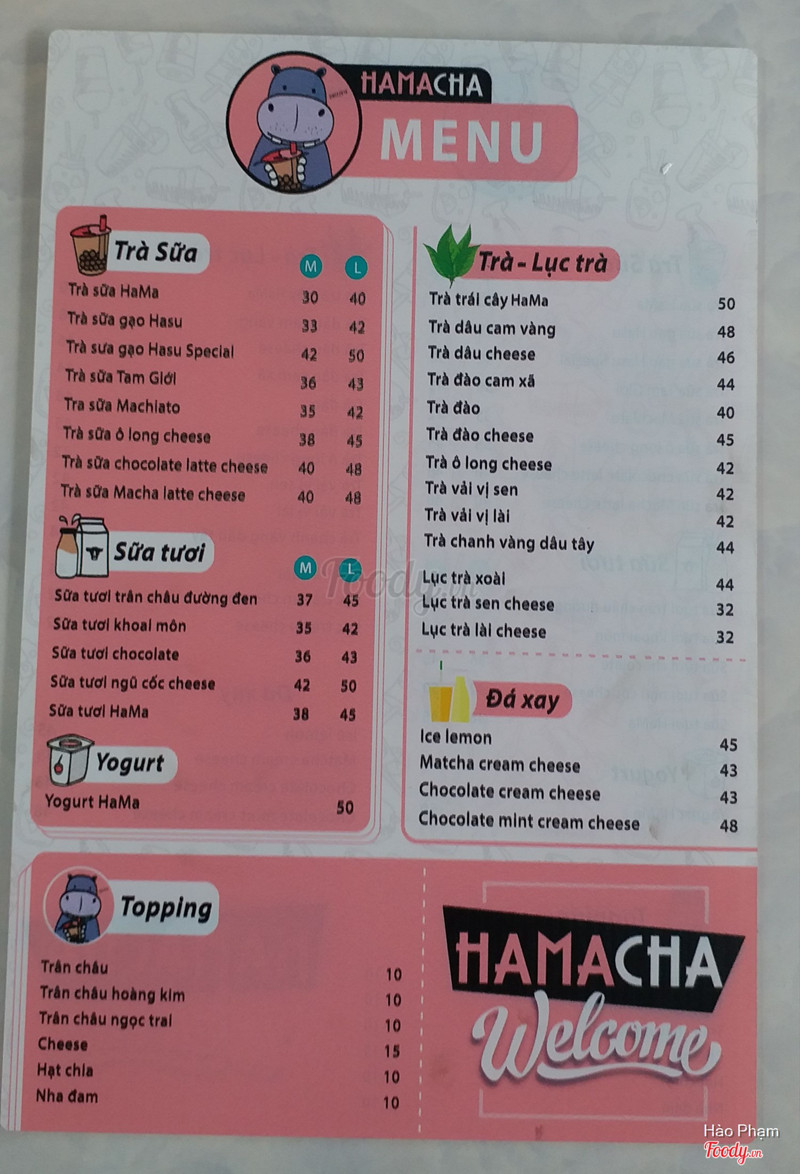 HAMACHA
MENU
Trà Sữa
M L
Trà sữa HaMa 30 40
Trà sữa gạo Hasu 33 42
Trà sưa gạo Hasu Special 42 50
Trà sữa Tam Giới 36 43
Tra sữa Machiato 35 42
Trà sữa ô long cheese 38 45
Trà sữa chocolate latte cheese 40 48
Trà sữa Macha latte cheese 40 48
Sữa tươi
M L
Sữa tươi trân châu đường đen 37 45
Sữa tươi khoai môn 35 42
Sữa tươi chocolate 36 43
Sữa tươi ngũ cốc cheese 42 50
Sữa tươi HaMa 38 45
Yogurt
Yogurt HaMa 50
Trà - Lục trà
Trà trái cây HaMa 50
Trà dâu cam vàng 48
Trà dâu cheese 46
Trà đào cam xã 44
Trà đào 40
Trà đào cheese 45
Trà ô long cheese 42
Trà vải vị sen 42
Trà vải vị lài 42
Trà chanh vàng dâu tây 44
Lục trà xoài 44
Lục trà sen cheese 32
Lục trà lài cheese 32
Đá xay
Ice lemon 45
Matcha cream cheese 43
Chocolate cream cheese 43
Chocolate mint cream cheese 48
Topping
Trân châu 10
Trân châu hoàng kim 10
Trân châu ngọc trai 10
Cheese 15
Hạt chia 10
Nha đam 10
HAMACHA
Welcome
Foody.vn
Hào Phạm
Foody.vn